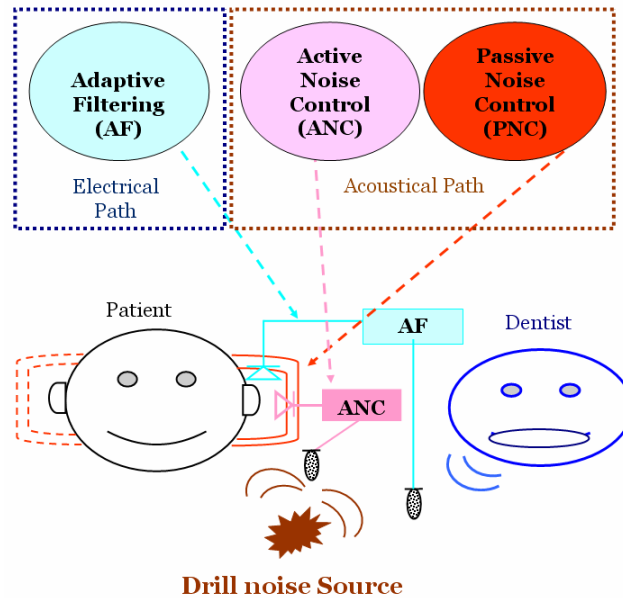 Adaptive
Filtering
(AF)
Active
Noise
Control
(ANC)
Passive
Noise
Control
(PNC)
Electrical
Path
Acoustical Path
Patient
AF
Dentist
ANC
Drill noise Source